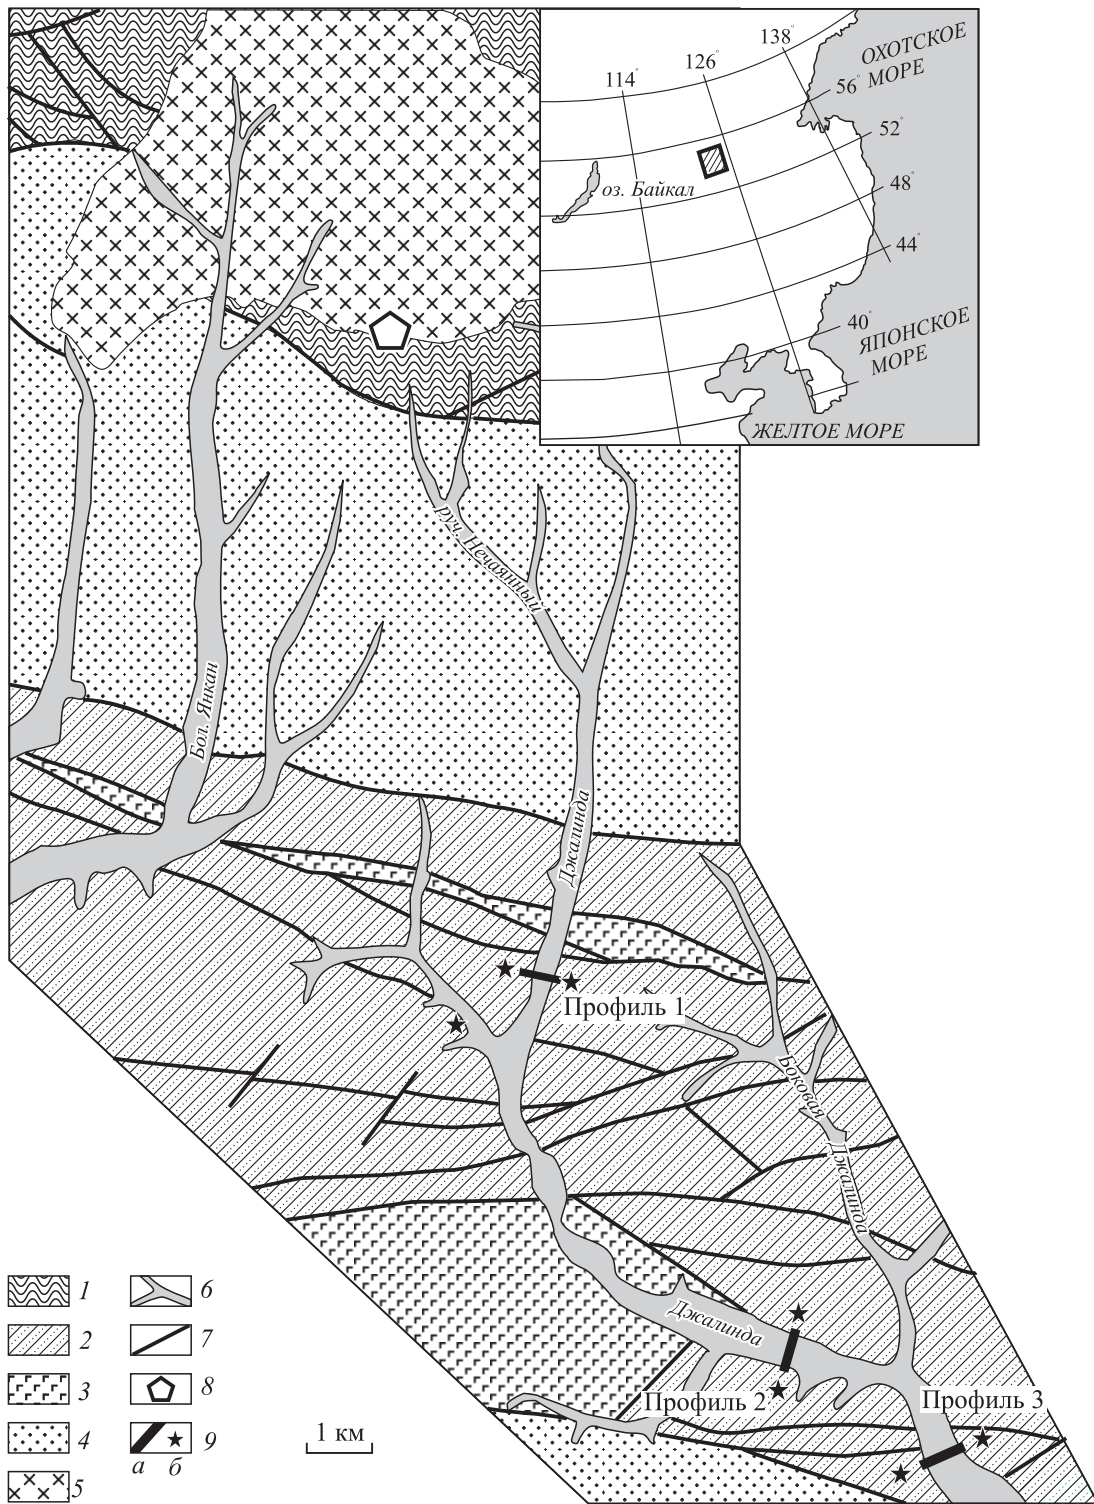 114°
126°
138°
ОХОТСКОЕ
МОРЕ
56°
52°
оз. Байкал
48°
44°
40°
ЯПОНСКОЕ
МОРЕ
ЖЕЛТОЕ МОРЕ
руч. Нечаянный
Бол. Янкан
Джалинда
Профиль 1
Боковая Джалинда
Джалинда
Профиль 2
Профиль 3
1 км
1
2
3
4
5
6
7
8
9
а б